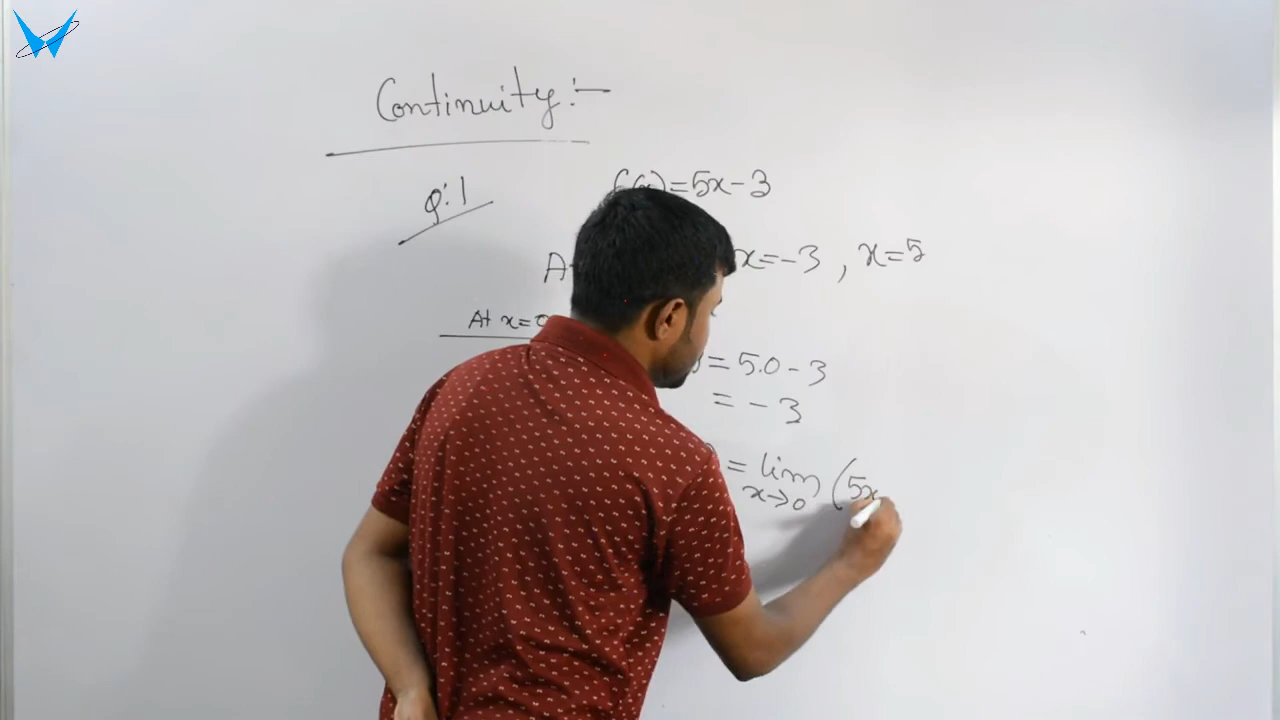 Continuity :-
Q:1
f(x) = 5x - 3
x = -3 , x = 5
At x = 0
= 5.0 - 3
= - 3
= lim (5x
x→0